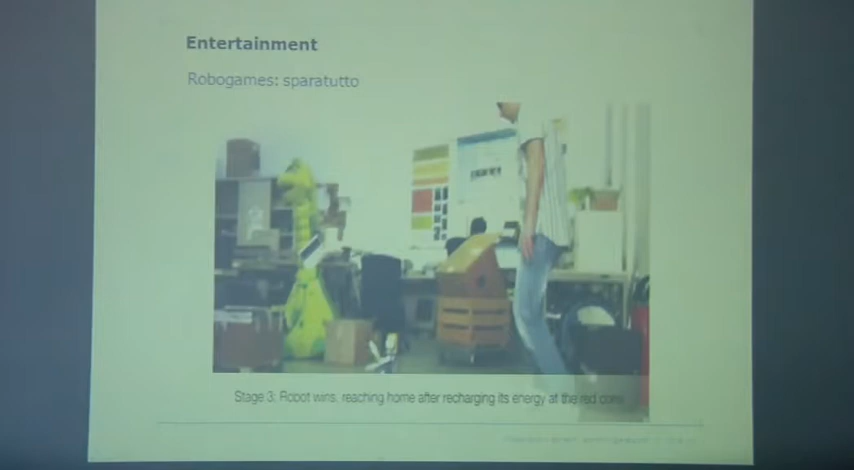 Entertainment
Robogames: sparatutto
Stage 3: Robot wins, reaching home after recharging its energy at the red cone